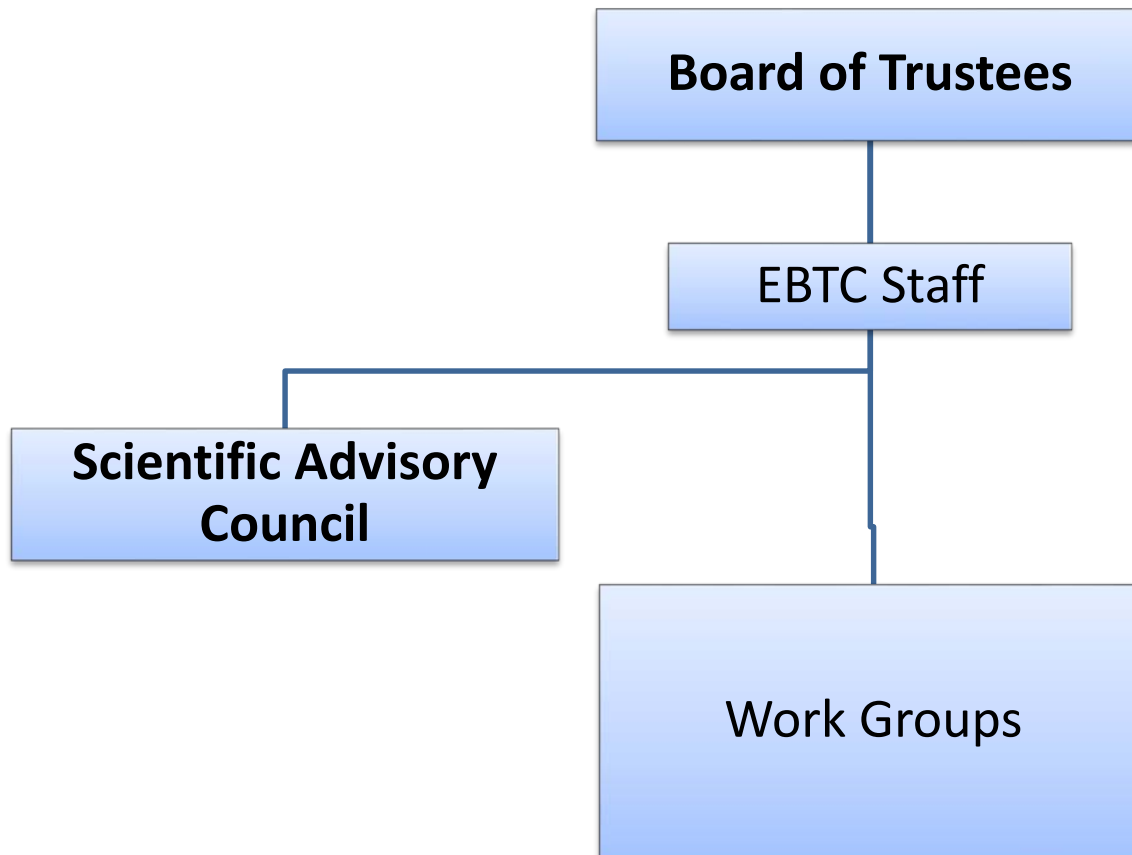 Board of Trustees
EBTC Staff
Scientific Advisory
Council
Work Groups